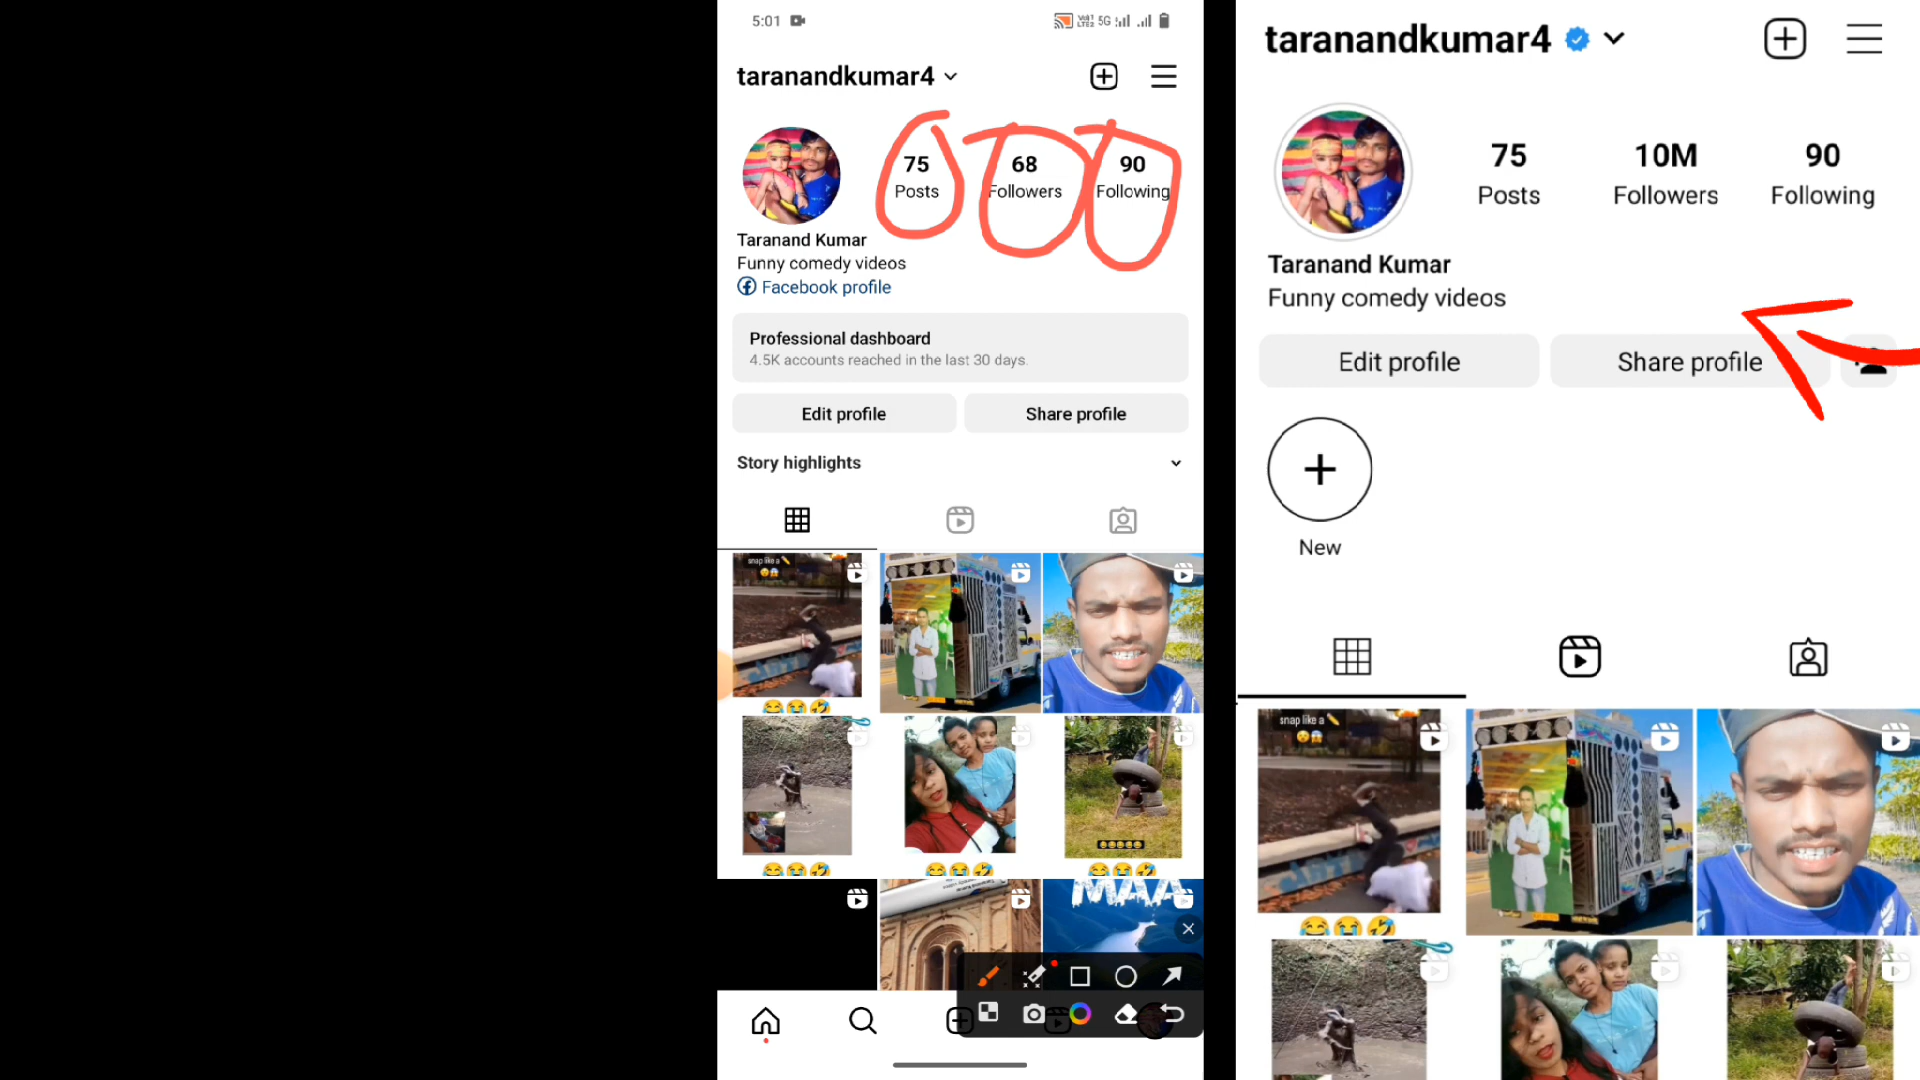 5:01
5G
taranandkumar4
75
Posts
68
Followers
90
Following
Taranand Kumar
Funny comedy videos
Facebook profile
Professional dashboard
4.5K accounts reached in the last 30 days.
Edit profile
Share profile
Story highlights
snap like a
MAA
taranandkumar4
75
Posts
10M
Followers
90
Following
Taranand Kumar
Funny comedy videos
Edit profile
Share profile
New
snap like a